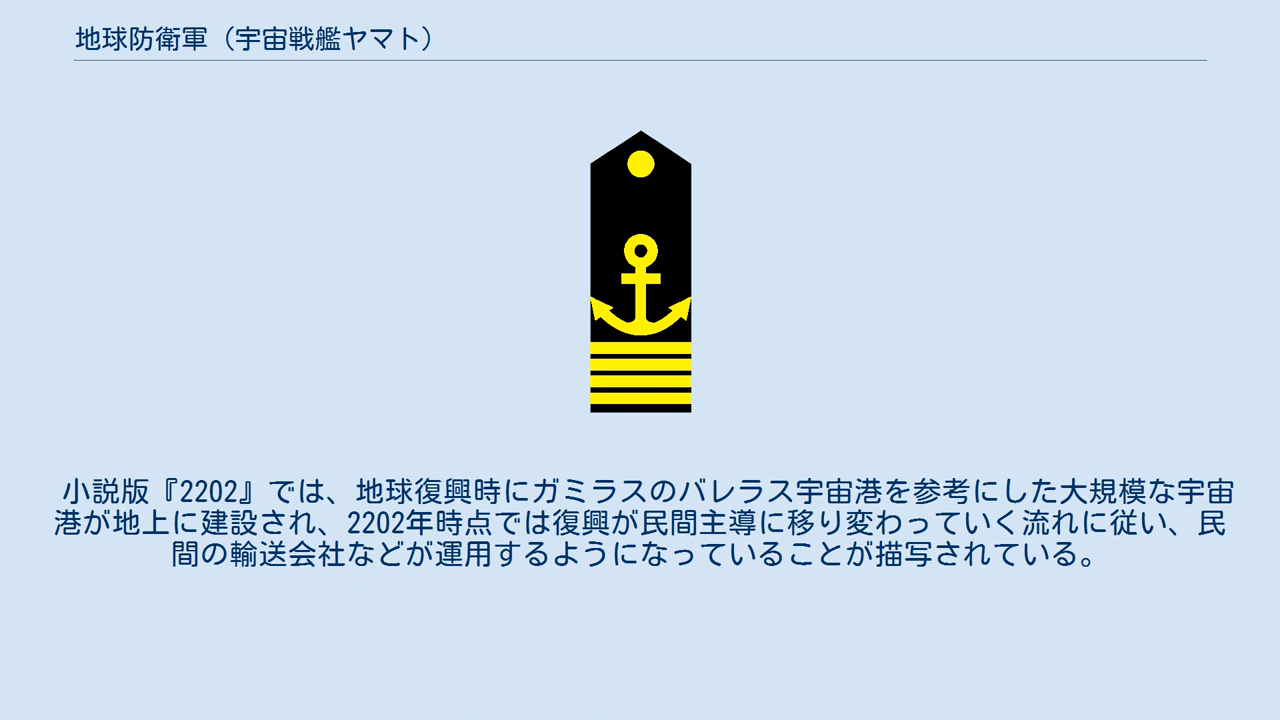 地球防衛軍（宇宙戦艦ヤマト）
小説版『2202』では、地球復興時にガミラスのバレラス宇宙港を参考にした大規模な宇宙
港が地上に建設され、2202年時点では復興が民間主導に移り変わっていく流れに従い、民
間の輸送会社などが運用するようになっていることが描写されている。